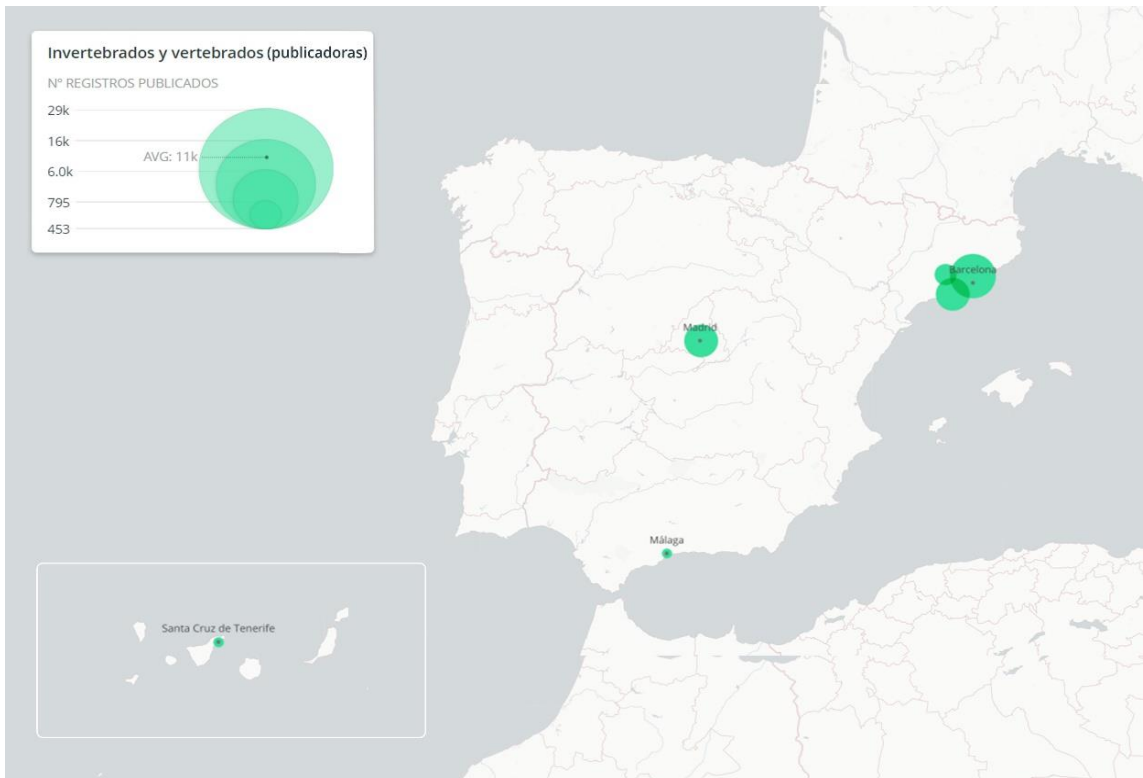 Invertebrados y vertebrados (publicadoras)
Nº REGISTROS PUBLICADOS
29k
16k
AVG: 11k
6.0k
795
453
Barcelona
Madrid
Málaga
Santa Cruz de Tenerife